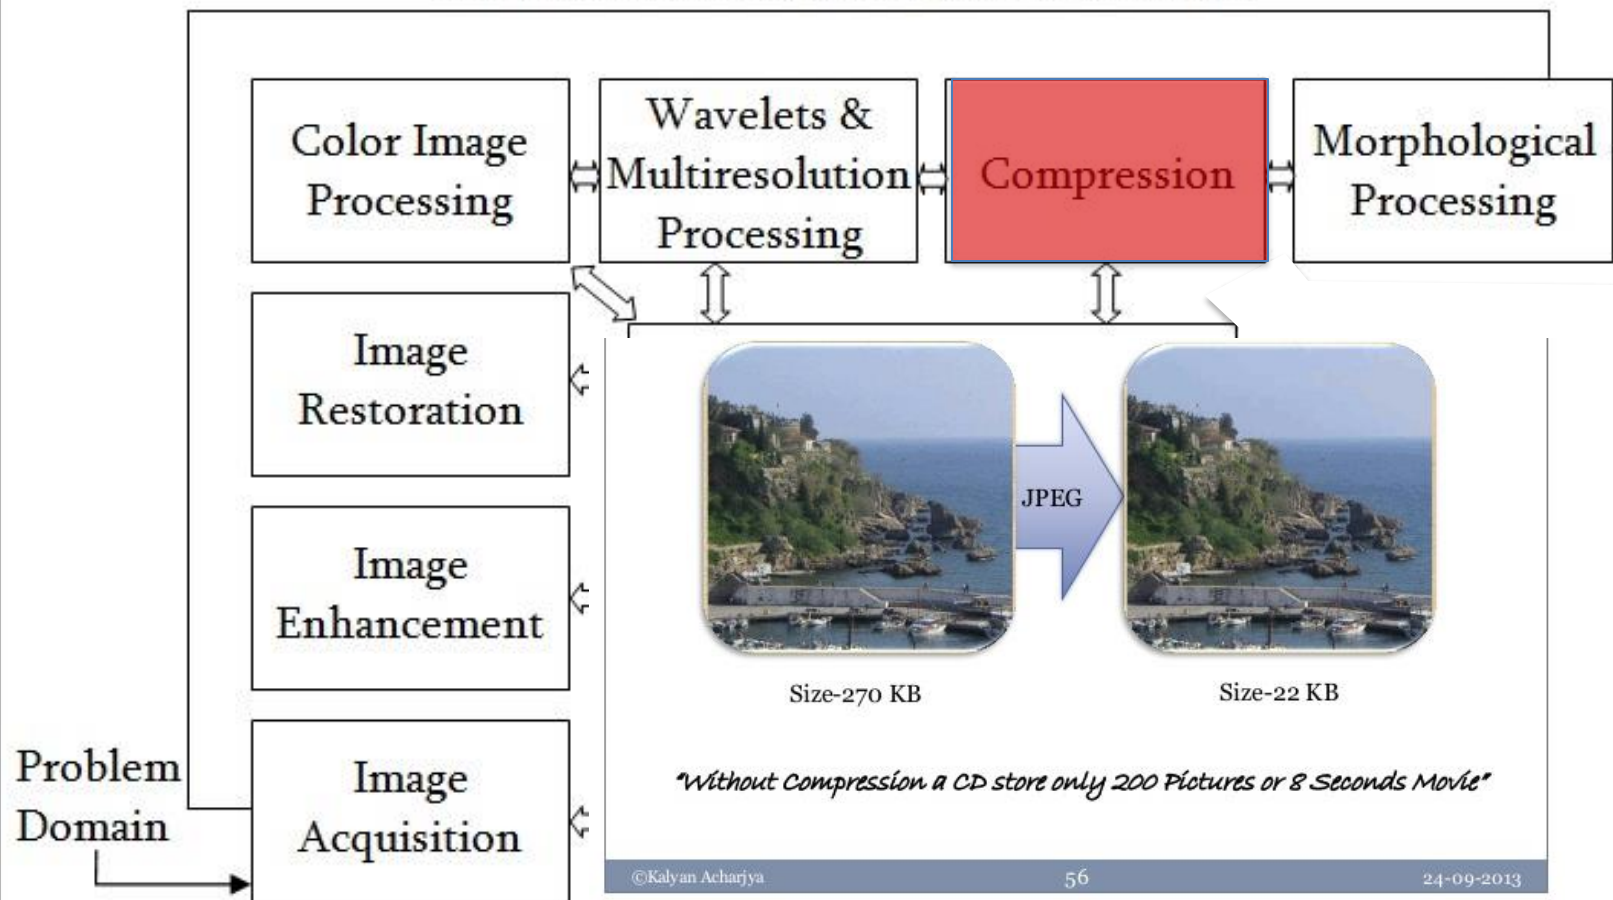 Color Image
Processing
Wavelets &
Multiresolution
Processing
Compression
Morphological
Processing
Image
Restoration
Image
Enhancement
Problem
Domain
Image
Acquisition
JPEG
Size-270 KB
Size-22 KB
"Without Compression a CD store only 200 Pictures or 8 Seconds Movie"
©Kalyan Acharjya
56
24-09-2013